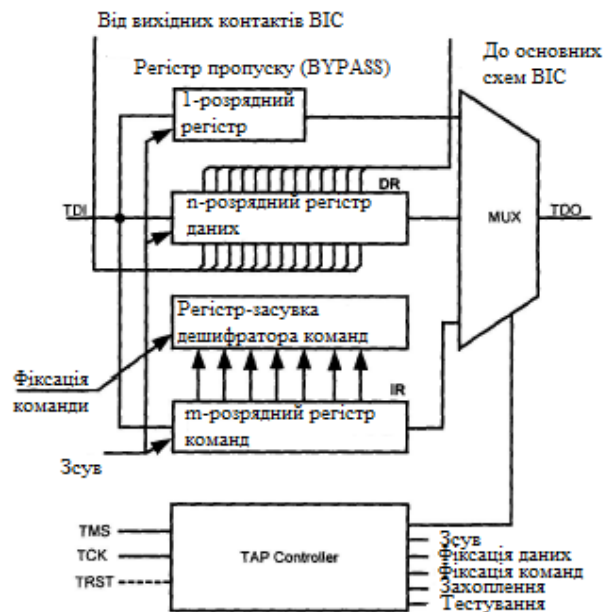 Від вихідних контактів ВІС
До основних
схем ВІС
Регістр пропуску (BYPASS)
1-розрядний
регістр
DR
TDI
n-розрядний регістр
даних
MUX
TDO
Регістр-засувка
дешифратора команд
Фіксація
команди
IR
m-розрядний регістр
команд
Зсув
TMS
TCK
TRST
TAP Controller
Зсув
Фіксація даних
Фіксація команд
Захоплення
Тестування